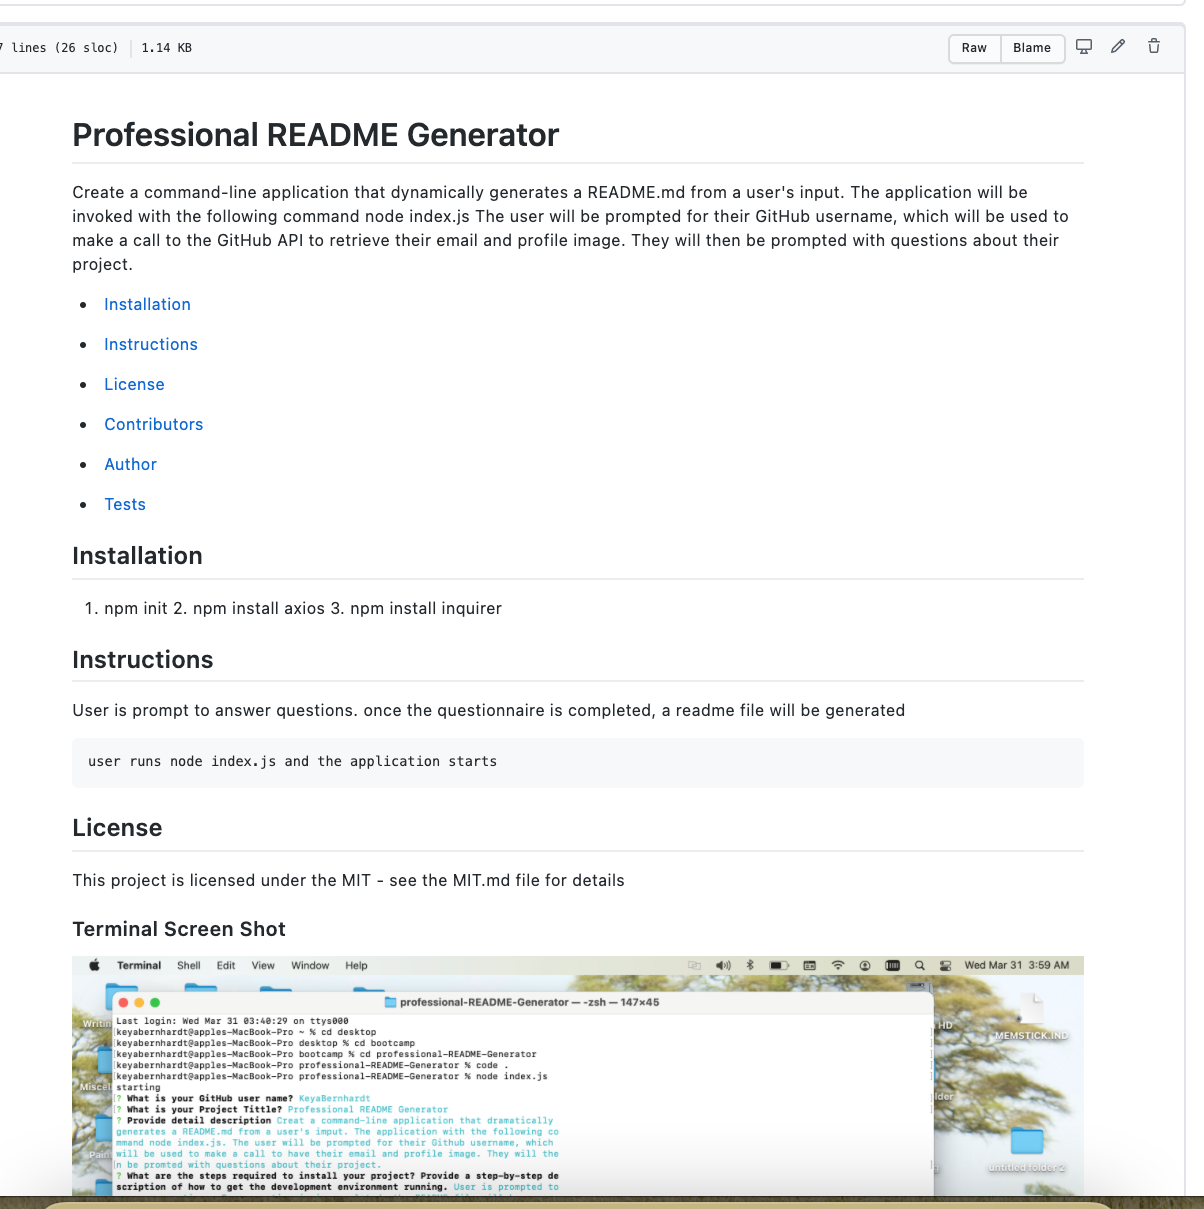 7 lines (26 sloc) 1.14 KB Raw Blame
Professional README Generator
Create a command-line application that dynamically generates a README.md from a user's input. The application will be
invoked with the following command node index.js The user will be prompted for their GitHub username, which will be used to
make a call to the GitHub API to retrieve their email and profile image. They will then be prompted with questions about their
project.
Installation
Instructions
License
Contributors
Author
Tests
Installation
1. npm init 2. npm install axios 3. npm install inquirer
Instructions
User is prompt to answer questions. once the questionnaire is completed, a readme file will be generated
user runs node index.js and the application starts
License
This project is licensed under the MIT - see the MIT.md file for details
Terminal Screen Shot
Terminal Shell Edit View Window Help Wed Mar 31 3:59 AM
professional-README-Generator — -zsh — 147×45
Last login: Wed Mar 31 03:40:29 on ttys000
[keyabernhardt@apples-MacBook-Pro ~ % cd desktop
[keyabernhardt@apples-MacBook-Pro desktop % cd bootcamp
[keyabernhardt@apples-MacBook-Pro bootcamp % cd professional-README-Generator
[keyabernhardt@apples-MacBook-Pro professional-README-Generator % code .
[keyabernhardt@apples-MacBook-Pro professional-README-Generator % node index.js
starting
? What is your GitHub user name? KeyaBernhardt
? What is your Project Tittle? Professional README Generator
? Provide detail description Creat a command-line application that dramatically
generates a README.md from a user's imput. The application with the following co
mmand node index.js. The user will be prompted for their Github username, which
will be used to make a call to have their email and profile image. They will the
n be promted with questions about their project.
? What are the steps required to install your project? Provide a step-by-step de
scription of how to get the development environment running. User is prompted to
Writin
Miscel
Pain
HD
MEMSTICK.IND
lder
untitled folder 2